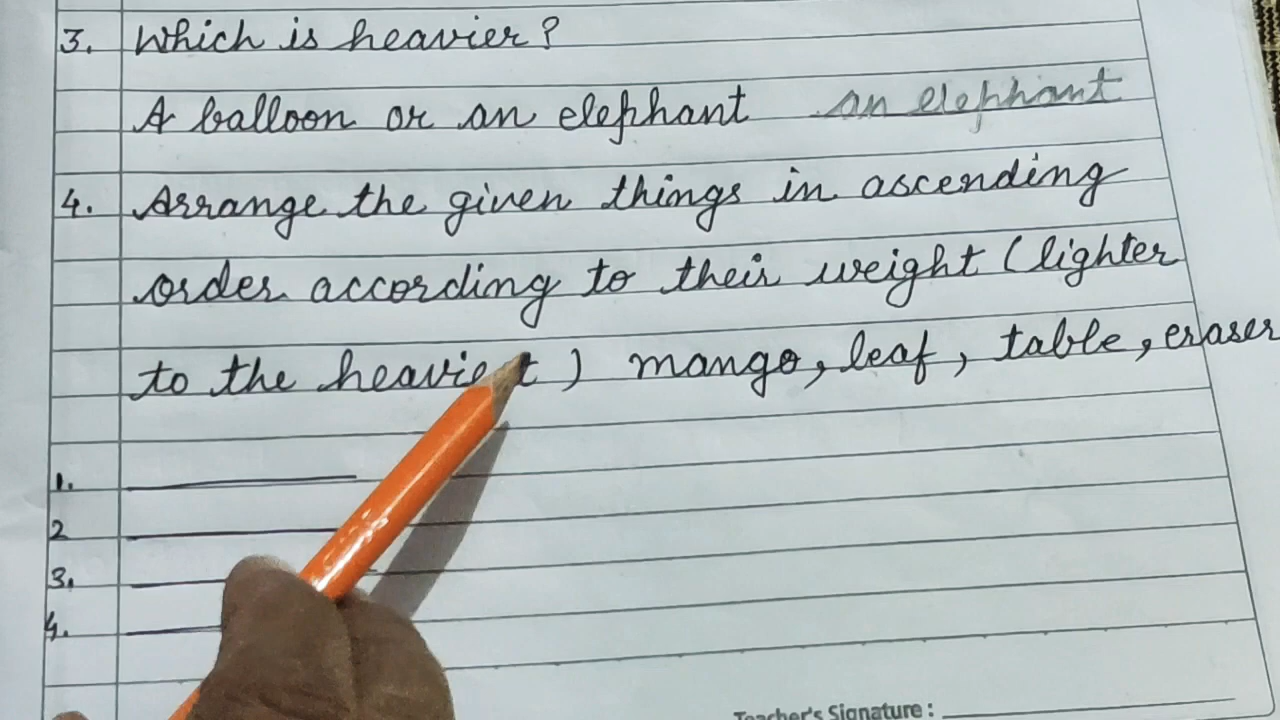 3. Which is heavier?
A balloon or an elephant an elephant
4. Arrange the given things in ascending
order according to their weight (lighter
to the ) mango, leaf, table, eraser
1.
2
3.
4.
Teacher's Signature :